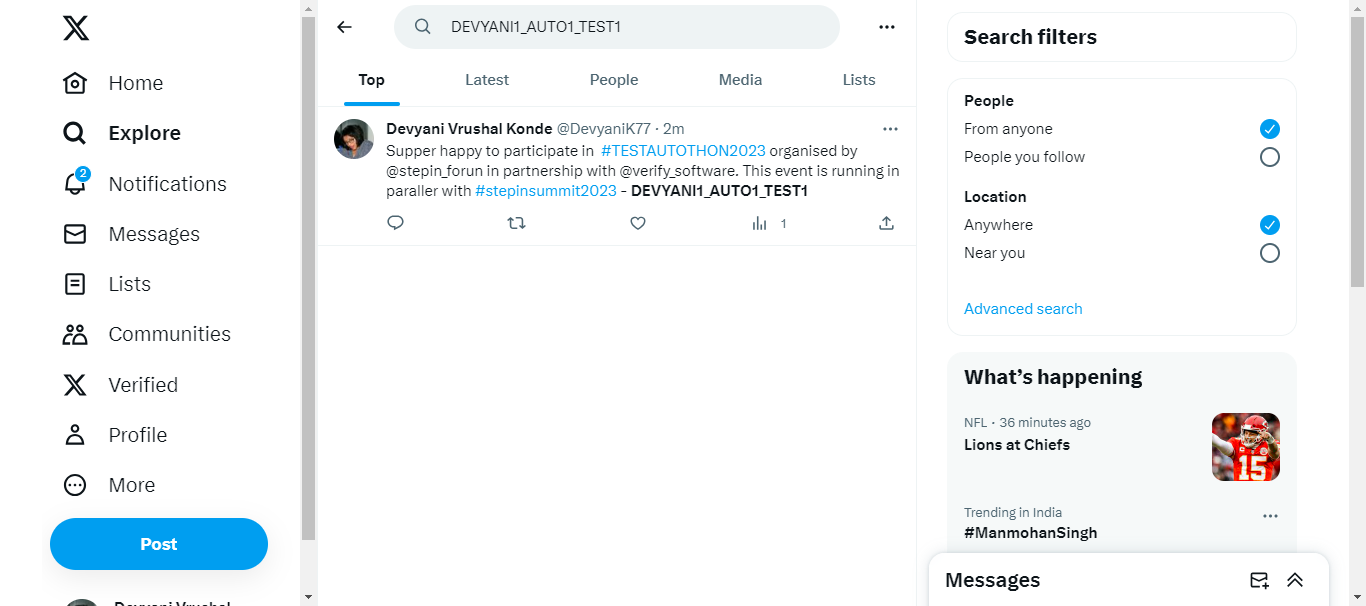 Home
Explore
2
Notifications
Messages
Lists
Communities
Verified
Profile
More
Post
DEVYANI1_AUTO1_TEST1
Top Latest People Media Lists
Devyani Vrushal Konde @DevyaniK77 · 2m
Supper happy to participate in #TESTAUTOTHON2023 organised by
@stepin_forun in partnership with @verify_software. This event is running in
paraller with #stepinsummit2023 - DEVYANI1_AUTO1_TEST1
1
Search filters
People
From anyone
People you follow
Location
Anywhere
Near you
Advanced search
What's happening
NFL · 36 minutes ago
Lions at Chiefs
15
Trending in India
#ManmohanSingh
Messages